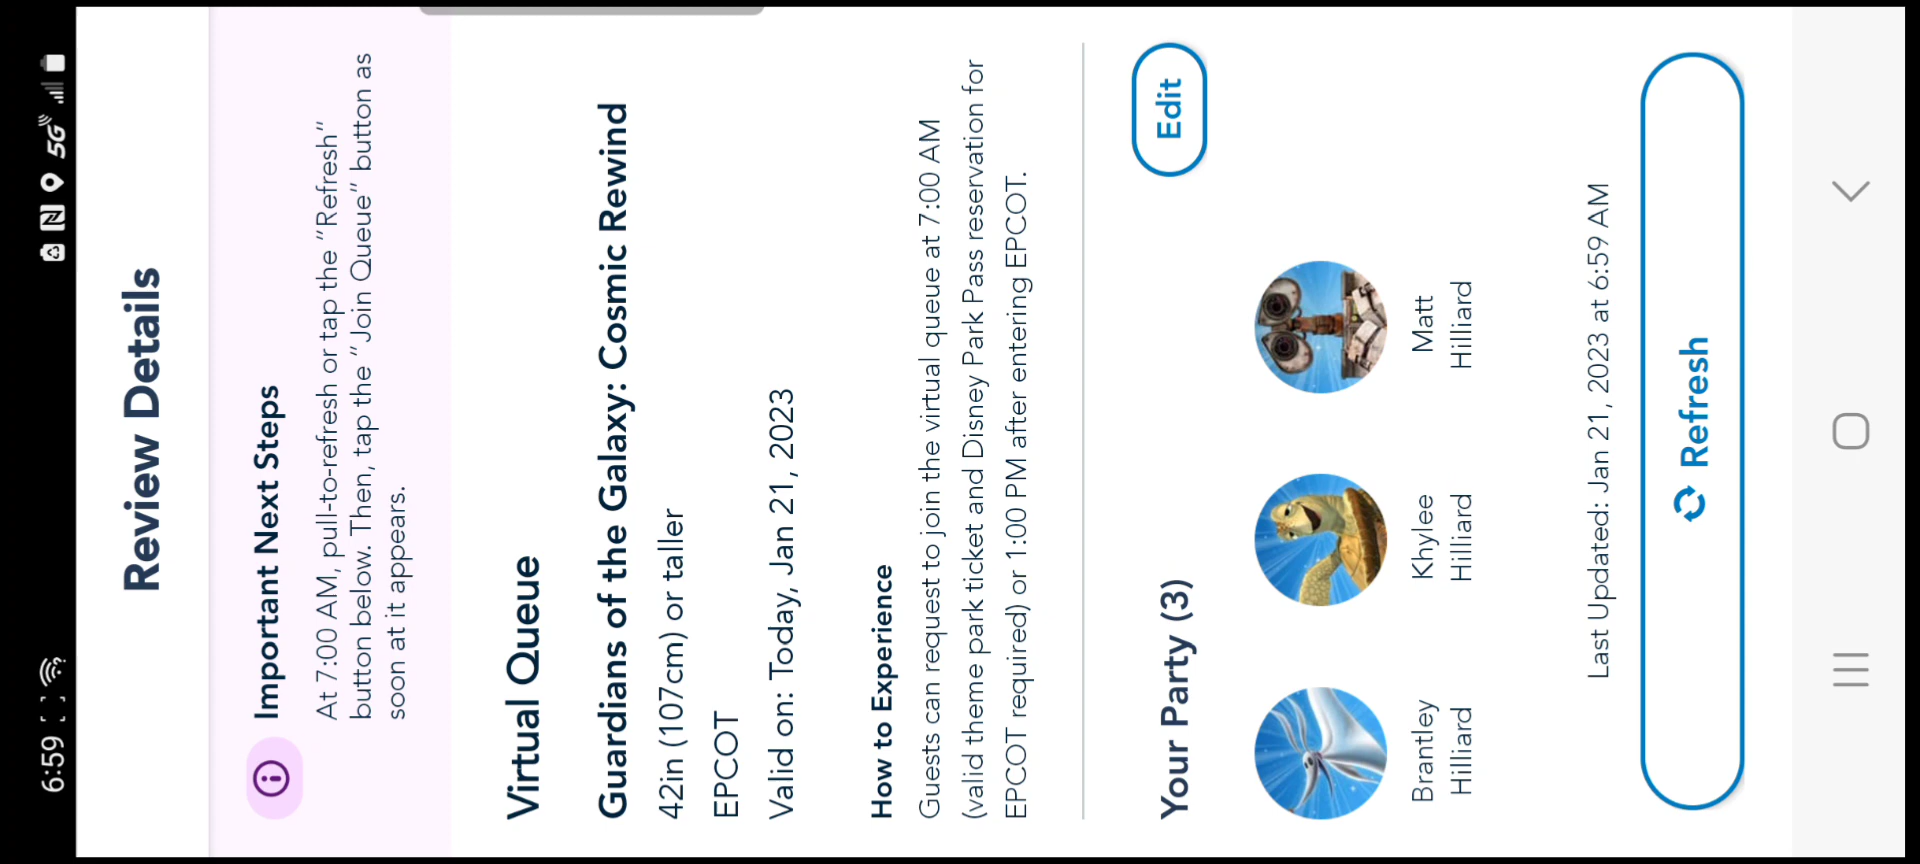 6:59
5G
Review Details
Important Next Steps
At 7:00 AM, pull-to-refresh or tap the "Refresh"
button below. Then, tap the "Join Queue" button as
soon at it appears.
Virtual Queue
Guardians of the Galaxy: Cosmic Rewind
42in (107cm) or taller
EPCOT
Valid on: Today, Jan 21, 2023
How to Experience
Guests can request to join the virtual queue at 7:00 AM
(valid theme park ticket and Disney Park Pass reservation for
EPCOT required) or 1:00 PM after entering EPCOT.
Your Party (3)
Edit
Brantley
Hilliard
Khylee
Hilliard
Matt
Hilliard
Last Updated: Jan 21, 2023 at 6:59 AM
Refresh